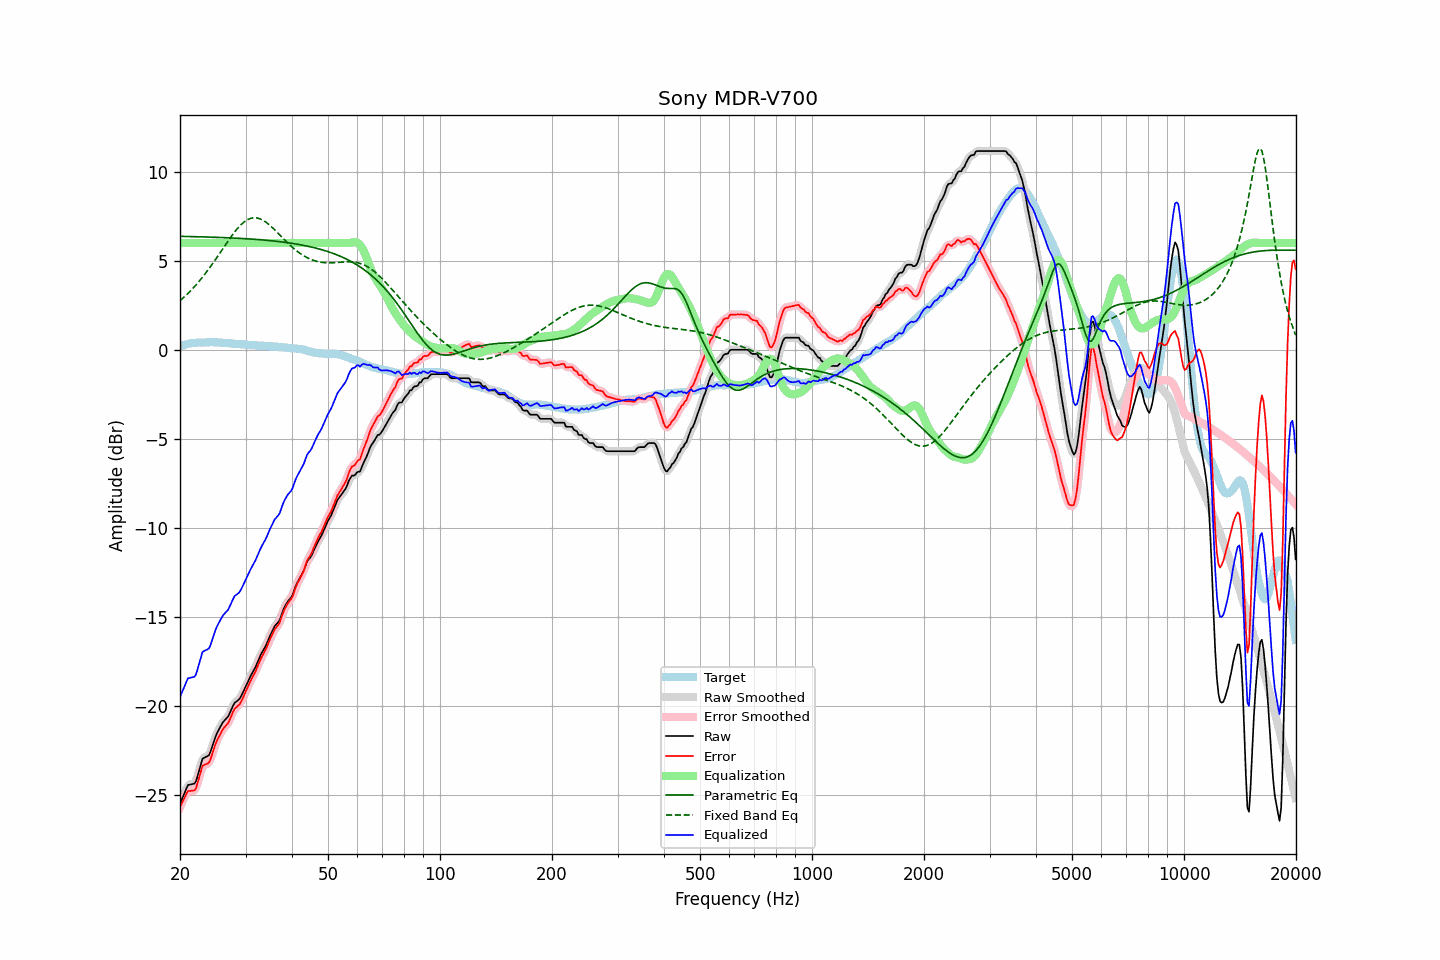 Sony MDR-V700
Amplitude (dBr)
10
5
0
−5
−10
−15
−20
−25
Target
Raw Smoothed
Error Smoothed
Raw
Error
Equalization
Parametric Eq
Fixed Band Eq
Equalized
20
50
100
200
500
1000
2000
5000
10000
20000
Frequency (Hz)